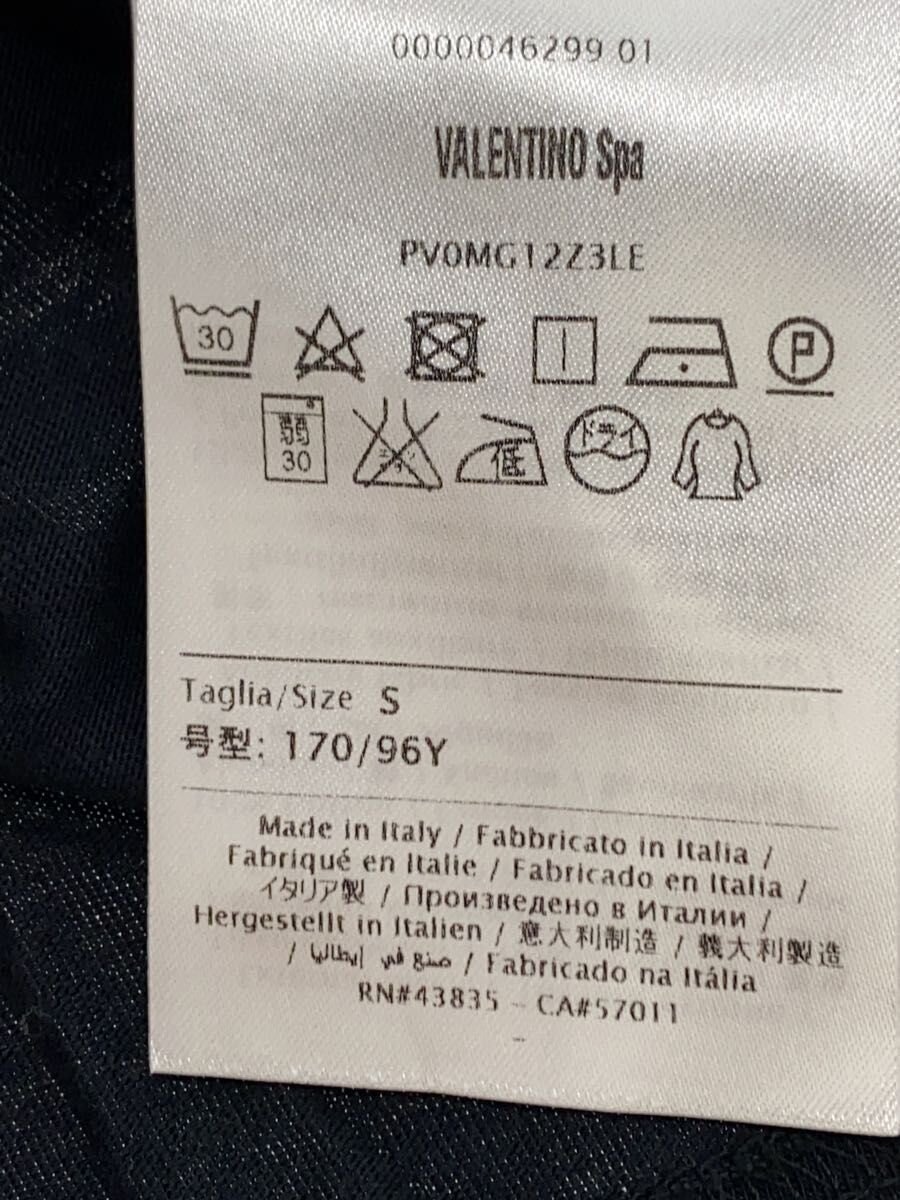 0000046299 01
VALENTINO Spa
PV0MG12Z3LE
30 P
弱 30 エンソ 低 ドライ
Taglia/Size S
号型: 170/96Y
Made in Italy / Fabbricato in Italia /
Fabriqué en Italie / Fabricado en Italia /
イタリア製 / Произведено в Италии /
Hergestellt in Italien / 意大利制造 / 義大利製造
/ صنع في إيطاليا / Fabricado na Itália
RN#43835 - CA#57011